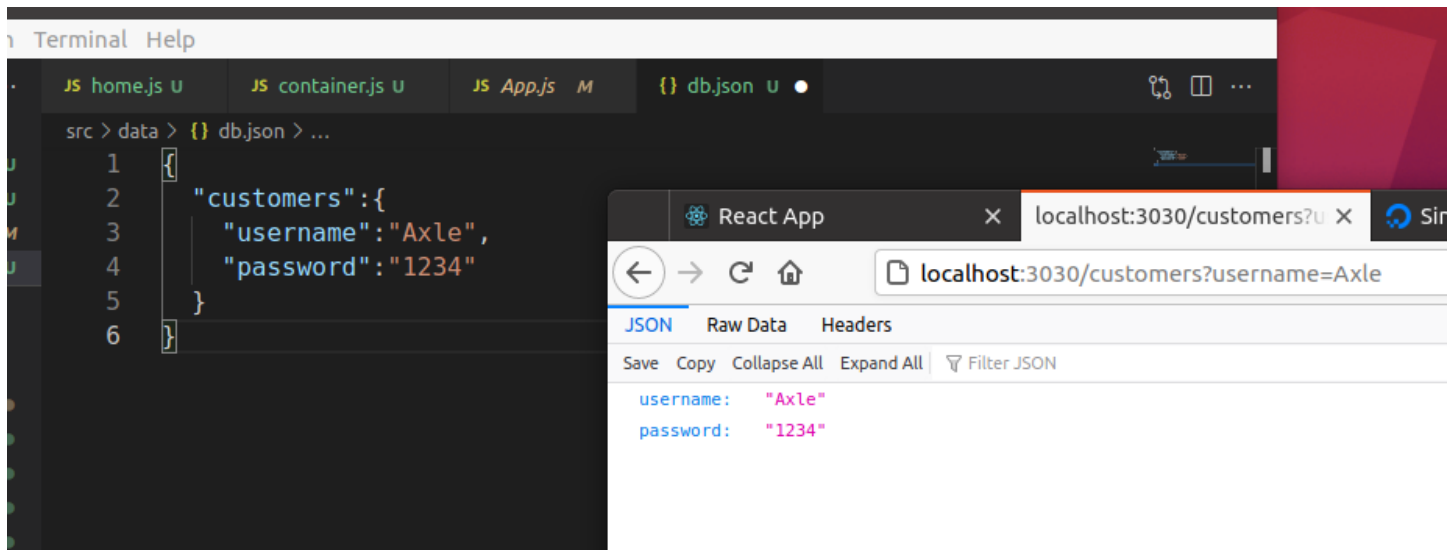 Terminal Help
JS home.js U JS container.js U JS App.js M {} db.json U ● ...
src > data > {} db.json > ...
1 {
2 "customers":{
3 "username":"Axle",
4 "password":"1234"
5 }
6 }
U
U
M
U
React App × localhost:3030/customers?u × Sin
localhost:3030/customers?username=Axle
JSON Raw Data Headers
Save Copy Collapse All Expand All Filter JSON
username: "Axle"
password: "1234"